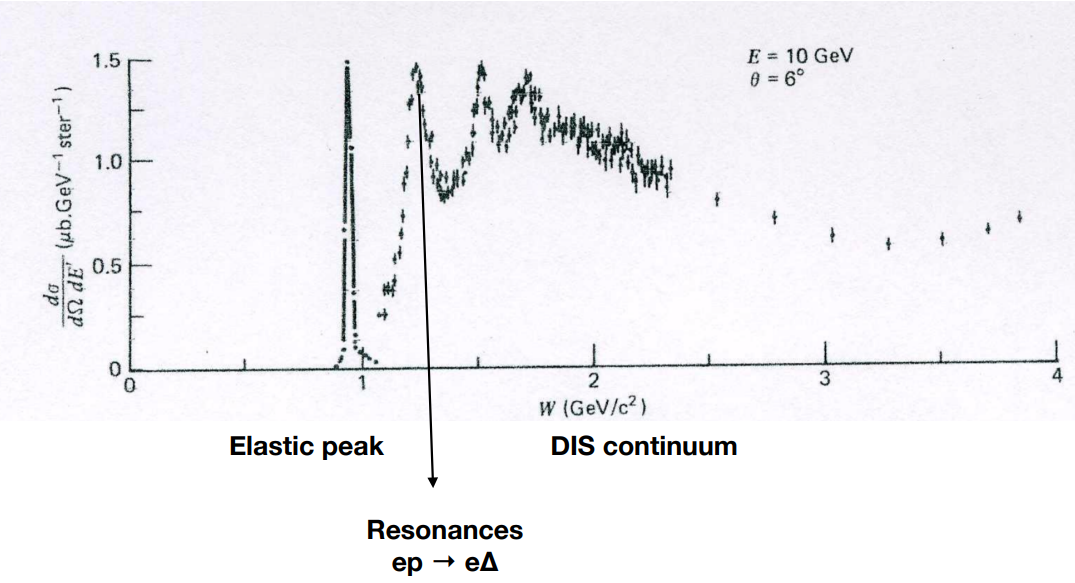 E = 10 GeV
θ = 6°
1.5
1.0
0.5
0
dσ
dΩ dE′
(μb.GeV⁻¹ ster⁻¹)
0
1
2
3
4
W (GeV/c²)
Elastic peak
DIS continuum
Resonances
ep → eΔ